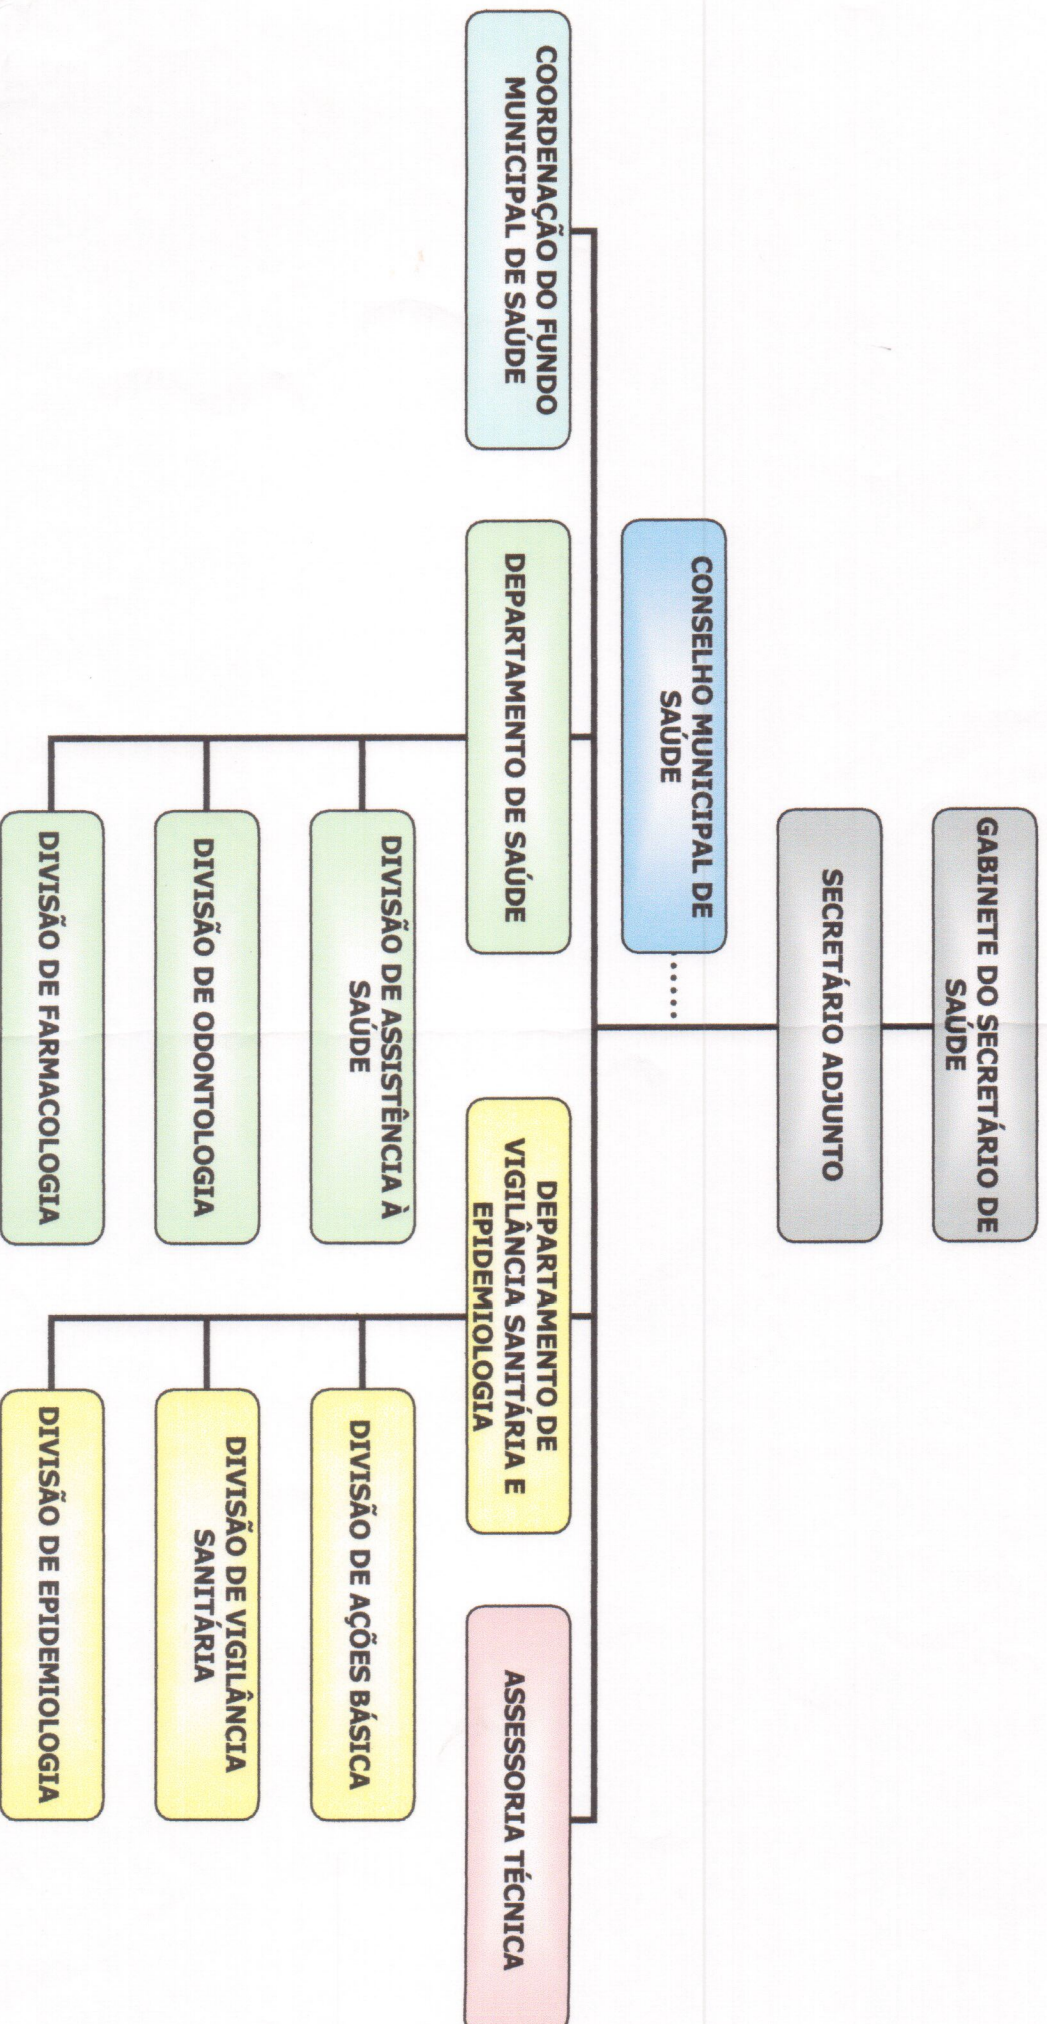 GABINETE DO SECRETÁRIO DE
SAÚDE
SECRETÁRIO ADJUNTO
CONSELHO MUNICIPAL DE
SAÚDE
COORDENAÇÃO DO FUNDO
MUNICIPAL DE SAÚDE
DEPARTAMENTO DE SAÚDE
DEPARTAMENTO DE
VIGILÂNCIA SANITÁRIA E
EPIDEMIOLOGIA
ASSESSORIA TÉCNICA
DIVISÃO DE ASSISTÊNCIA À
SAÚDE
DIVISÃO DE ODONTOLOGIA
DIVISÃO DE FARMACOLOGIA
DIVISÃO DE AÇÕES BÁSICA
DIVISÃO DE VIGILÂNCIA
SANITÁRIA
DIVISÃO DE EPIDEMIOLOGIA